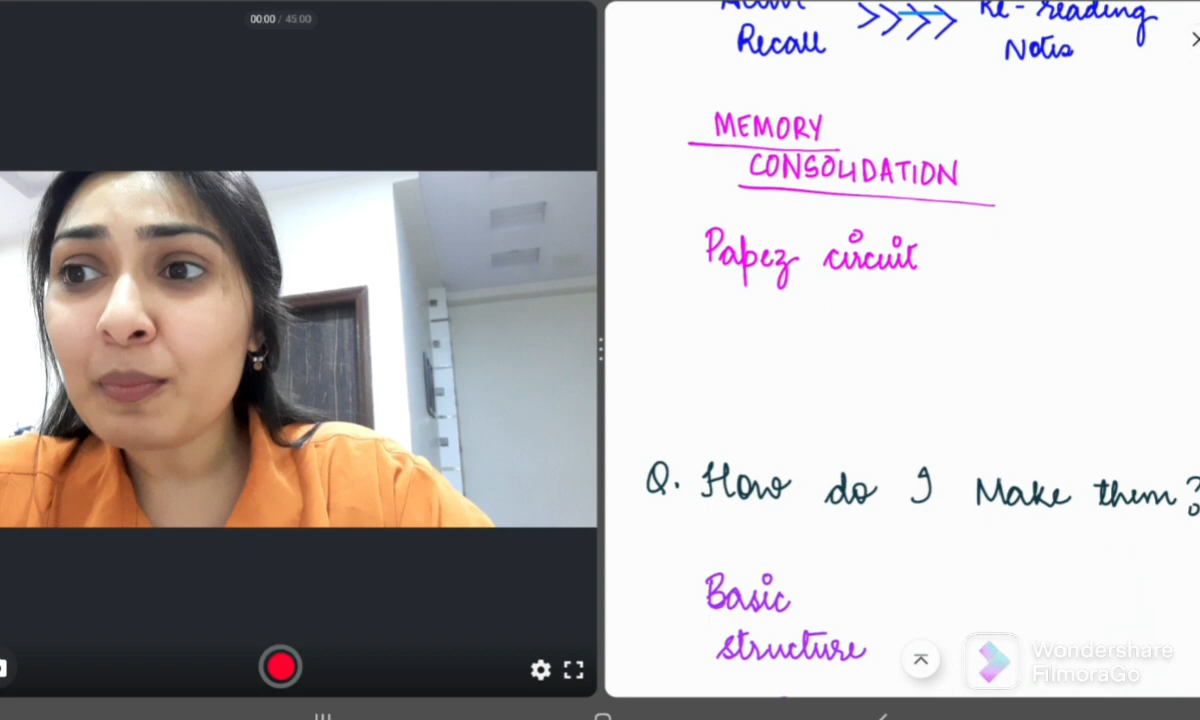 00:00 / 45:00
Recall >>>> Re-reading
Notes
MEMORY
CONSOLIDATION
Papez circuit
Q. How do I Make them?
Basic
structure
Wondershare
FilmoraGo